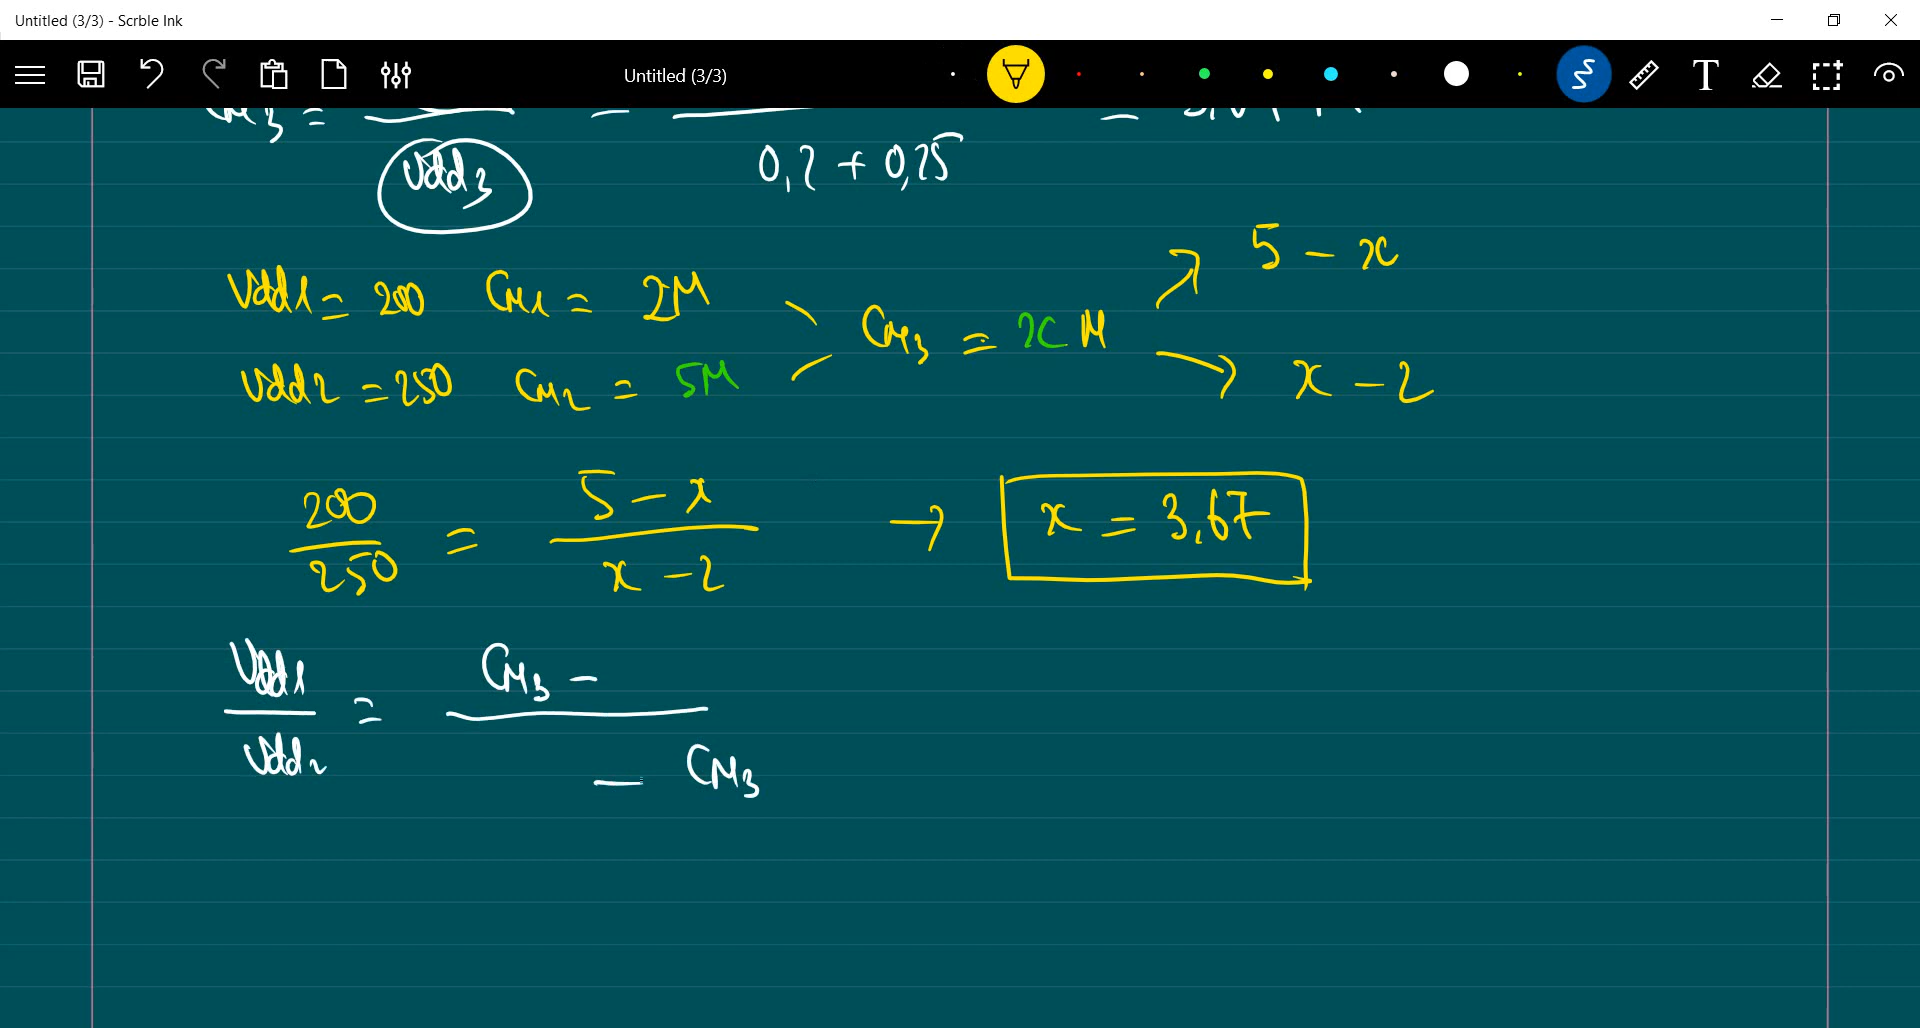 Untitled (3/3) - Scrble Ink
Untitled (3/3)
T
CM3 =
Vdd3
=
0,2 + 0,25
=
Vdd1 = 200 CM1 = 2M
Vdd2 = 250 CM2 = 5M
CM3 = x M
5 - x
x - 2
200
250
=
5 - x
x - 2
→ x = 3,67
Vdd1
Vdd2
=
CM3 -
- CM3